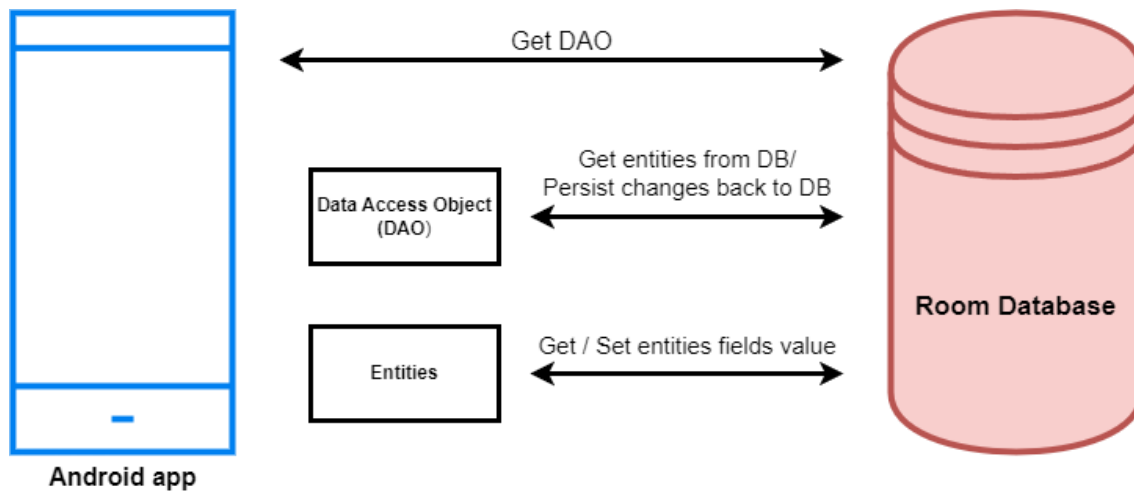 Get DAO
Get entities from DB/
Persist changes back to DB
Data Access Object
(DAO)
Room Database
Get / Set entities fields value
Entities
Android app